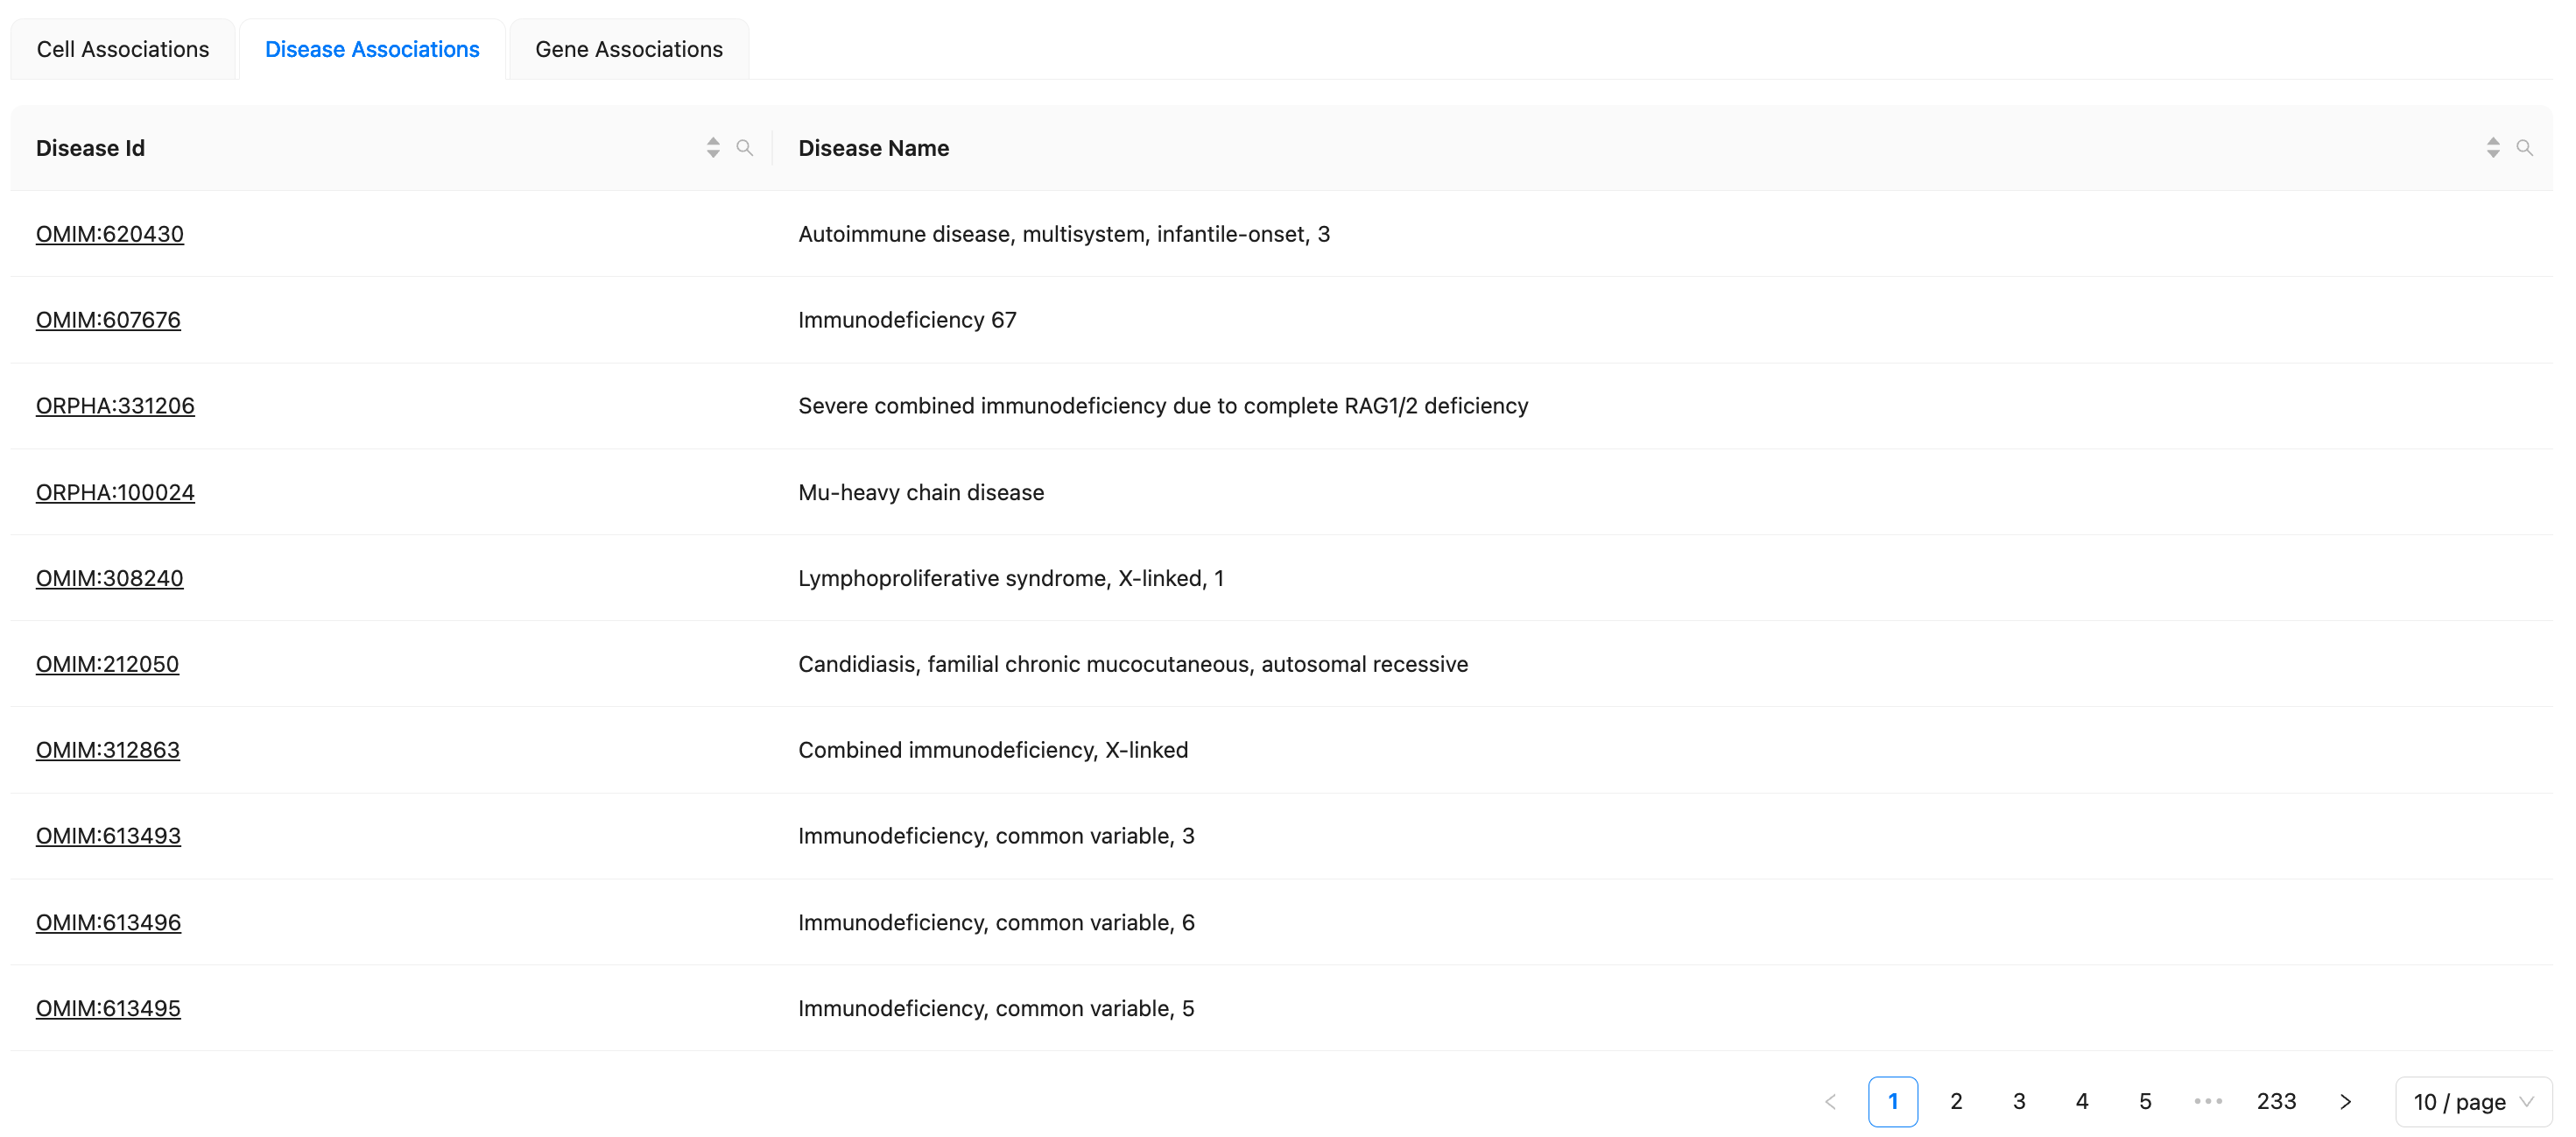 Cell Associations Disease Associations Gene Associations
Disease Id Disease Name
OMIM:620430 Autoimmune disease, multisystem, infantile-onset, 3
OMIM:607676 Immunodeficiency 67
ORPHA:331206 Severe combined immunodeficiency due to complete RAG1/2 deficiency
ORPHA:100024 Mu-heavy chain disease
OMIM:308240 Lymphoproliferative syndrome, X-linked, 1
OMIM:212050 Candidiasis, familial chronic mucocutaneous, autosomal recessive
OMIM:312863 Combined immunodeficiency, X-linked
OMIM:613493 Immunodeficiency, common variable, 3
OMIM:613496 Immunodeficiency, common variable, 6
OMIM:613495 Immunodeficiency, common variable, 5
< 1 2 3 4 5 ••• 233 > 10 / page